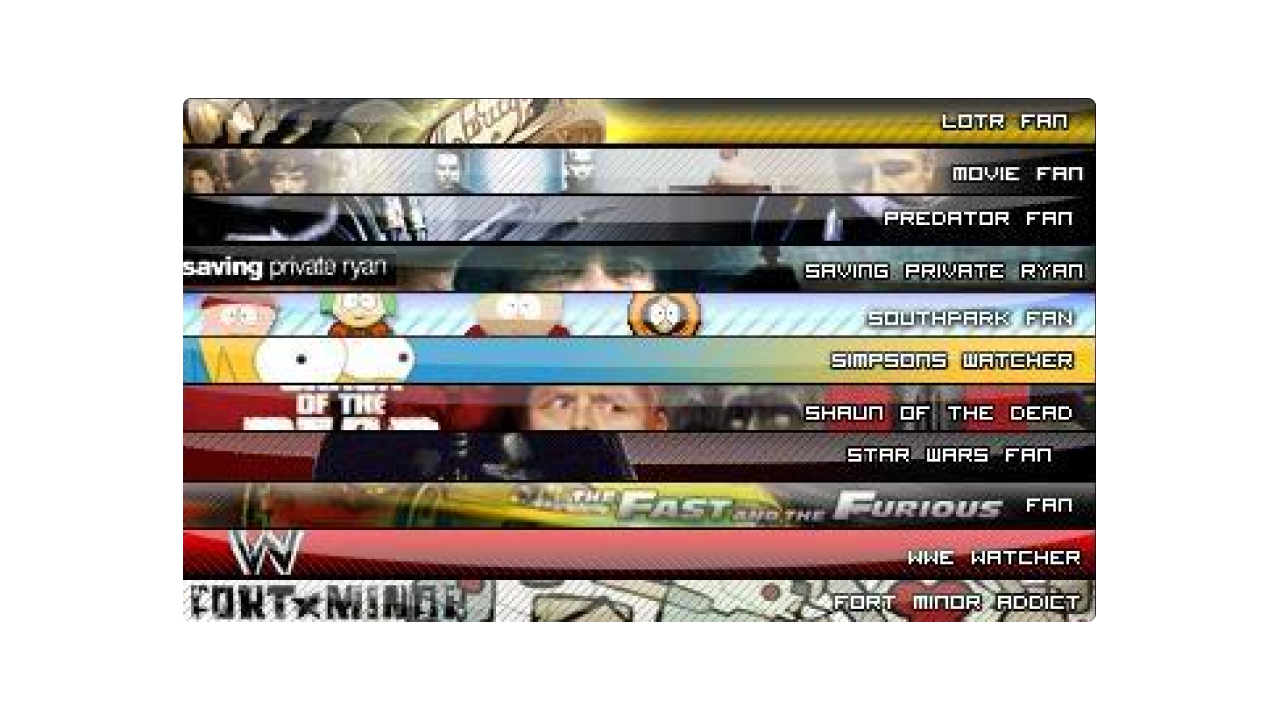 LOTR FAN
MOVIE FAN
PREDATOR FAN
saving private ryan SAVING PRIVATE RYAN
SOUTHPARK FAN
SIMPSONS WATCHER
OF THE
DEAD SHAUN OF THE DEAD
STAR WARS FAN
THE FAST AND THE FURIOUS FAN
W WWE WATCHER
FORT MINOR FORT MINOR ADDICT